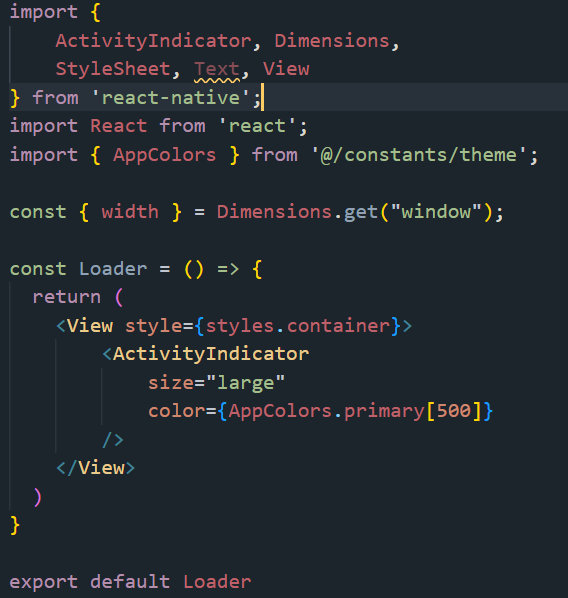 import {
    ActivityIndicator, Dimensions,
    StyleSheet, Text, View
} from 'react-native';
import React from 'react';
import { AppColors } from '@/constants/theme';

const { width } = Dimensions.get("window");

const Loader = () => {
  return (
    <View style={styles.container}>
        <ActivityIndicator
            size="large"
            color={AppColors.primary[500]}
        />
    </View>
  )
}

export default Loader